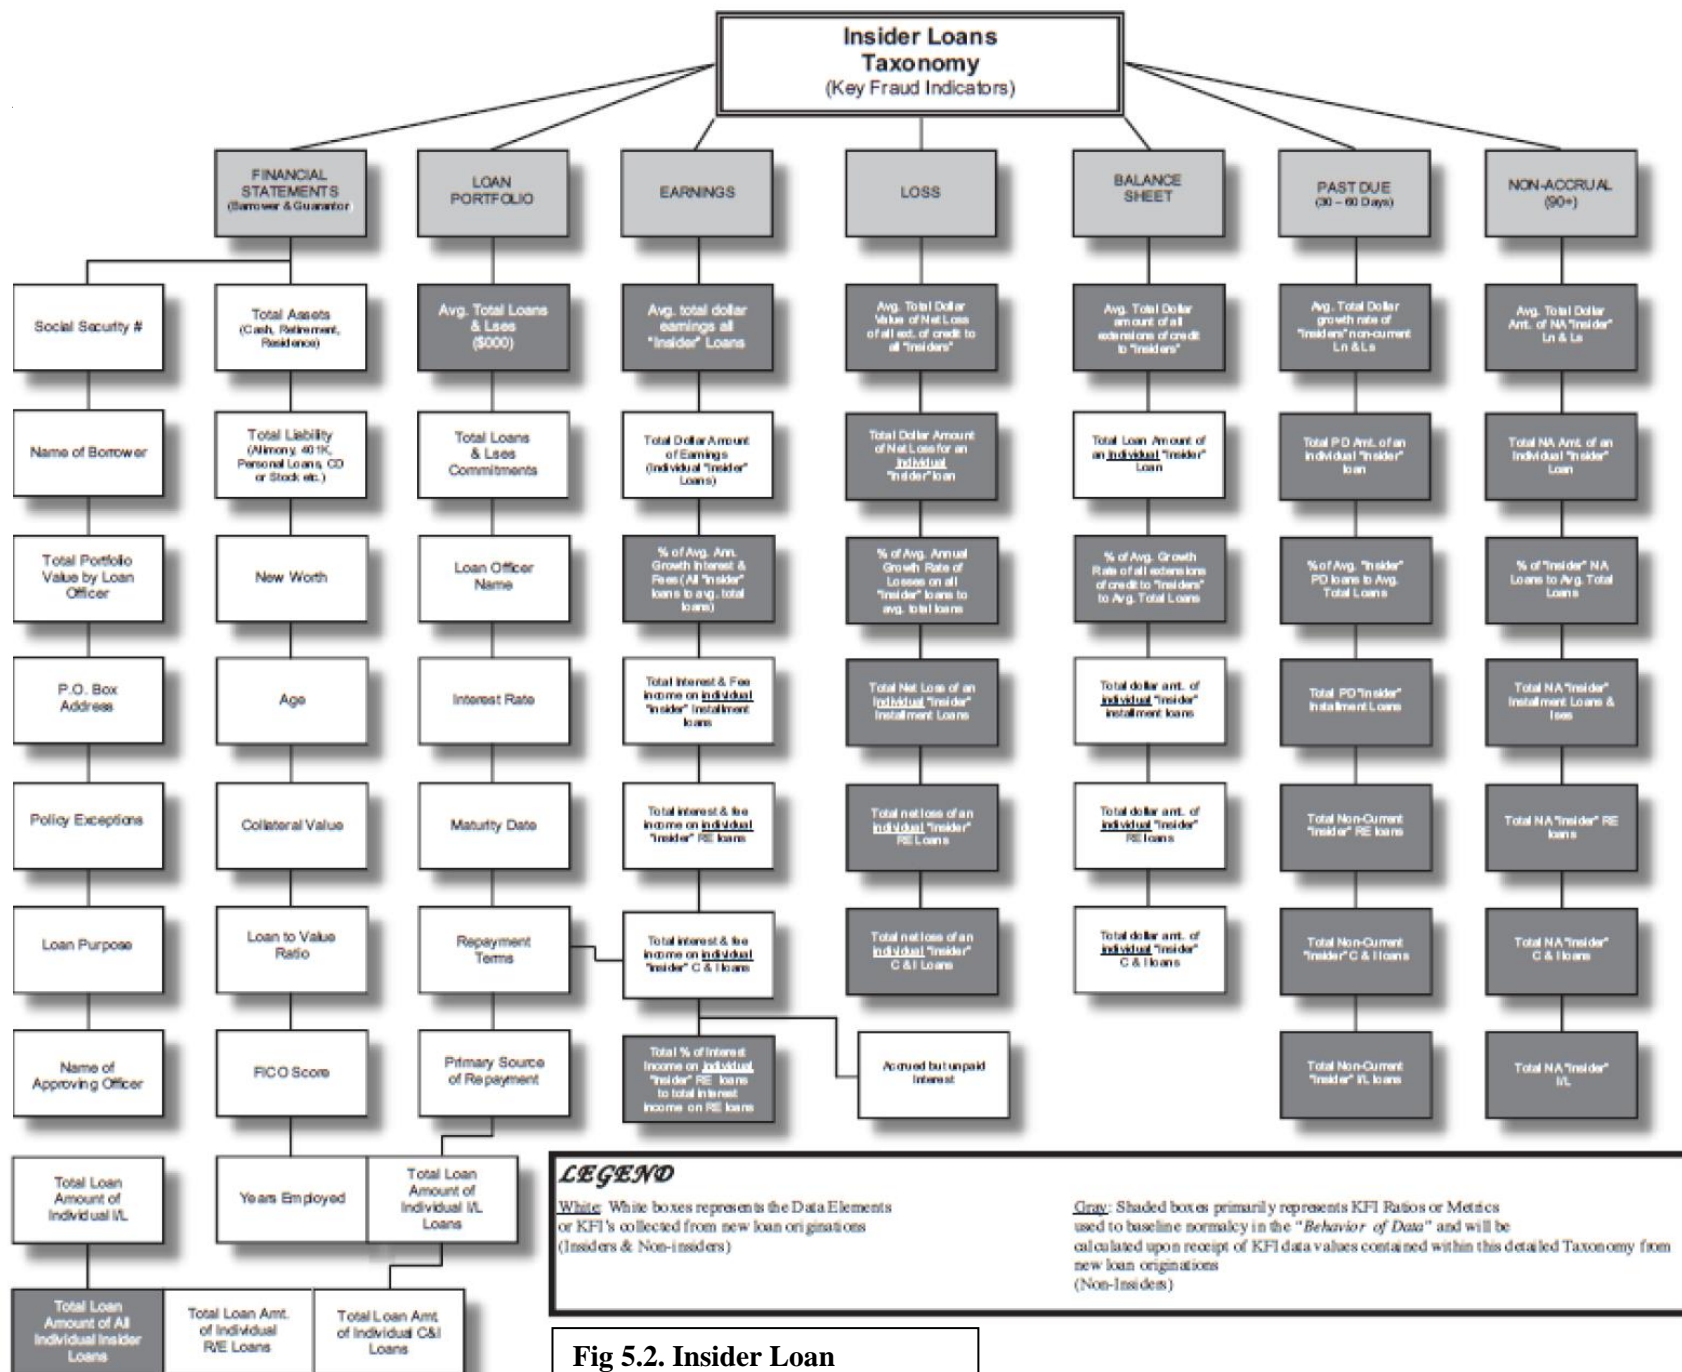 Insider Loans
Taxonomy
(Key Fraud Indicators)
FINANCIAL
STATEMENTS
(Barrower & Guarantor)
LOAN
PORTFOLIO
EARNINGS
LOSS
BALANCE
SHEET
PAST DUE
(30 – 60 Days)
NON-ACCRUAL
(90+)
Social Security #
Total Assets
(Cash, Retirement,
Residence)
Avg. Total Loans
& Lses
($000)
Avg. total dollar
earnings all
"Insider" Loans
Avg. Total Dollar
Value of Net Loss
of all ext. of credit to
all "Insiders"
Avg. Total Dollar
amount of all
extensions of credit
to "Insiders"
Avg. Total Dollar
growth rate of
"Insiders" non-current
Ln & Ls
Avg. Total Dollar
Amt. of NA "Insider"
Ln & Ls
Name of Borrower
Total Liability
(Alimony, 401K,
Personal Loans, CD
or Stock etc.)
Total Loans
& Lses
Commitments
Total Dollar Amount
of Earnings
(Individual "Insider"
Loans)
Total Dollar Amount
of Net Loss for an
Individual
"Insider" loan
Total Loan Amount of
an Individual "Insider"
Loan
Total PD Amt. of an
individual "Insider"
loan
Total NA Amt. of an
Individual "Insider"
Loan
Total Portfolio
Value by Loan
Officer
New Worth
Loan Officer
Name
% of Avg. Ann.
Growth Interest &
Fees (All "Insider"
loans to avg. total
loans)
% of Avg. Annual
Growth Rate of
Losses on all
"Insider" loans to
avg. total loans
% of Avg. Growth
Rate of all extensions
of credit to "Insiders"
to Avg. Total Loans
% of Avg. "Insider"
PD loans to Avg.
Total Loans
% of "Insider" NA
Loans to Avg. Total
Loans
P.O. Box
Address
Age
Interest Rate
Total Interest & Fee
income on individual
"Insider" Installment
loans
Total Net Loss of an
Individual "Insider"
Installment Loans
Total dollar amt. of
individual "Insider"
installment loans
Total PD "Insider"
Installment Loans
Total NA "Insider"
Installment Loans &
lses
Policy Exceptions
Collateral Value
Maturity Date
Total interest & fee
income on individual
"Insider" RE loans
Total net loss of an
individual "Insider"
RE Loans
Total dollar amt. of
individual "Insider"
RE loans
Total Non-Current
"Insider" RE loans
Total NA "Insider" RE
loans
Loan Purpose
Loan to Value
Ratio
Repayment
Terms
Total interest & fee
income on individual
"Insider" C & I loans
Total net loss of an
individual "Insider"
C & I Loans
Total dollar amt. of
individual "Insider"
C & I loans
Total Non-Current
"Insider" C & I loans
Total NA "Insider"
C & I loans
Name of
Approving Officer
FICO Score
Primary Source
of Repayment
Total % of Interest
Income on individual
"Insider" RE loans
to total interest
income on RE loans
Accrued but unpaid
Interest
Total Non-Current
"Insider" I/L loans
Total NA "Insider"
I/L
Total Loan
Amount of
Individual I/L
Years Employed
Total Loan
Amount of
Individual I/L
Loans
Total Loan
Amount of All
Individual Insider
Loans
Total Loan Amt.
of Individual
R/E Loans
Total Loan Amt
of Individual C&I
Loans
LEGEND
White: White boxes represents the Data Elements
or KFI's collected from new loan originations
(Insiders & Non-insiders)
Gray: Shaded boxes primarily represents KFI Ratios or Metrics
used to baseline normalcy in the "Behavior of Data" and will be
calculated upon receipt of KFI data values contained within this detailed Taxonomy from
new loan originations
(Non-Insiders)
Fig 5.2. Insider Loan